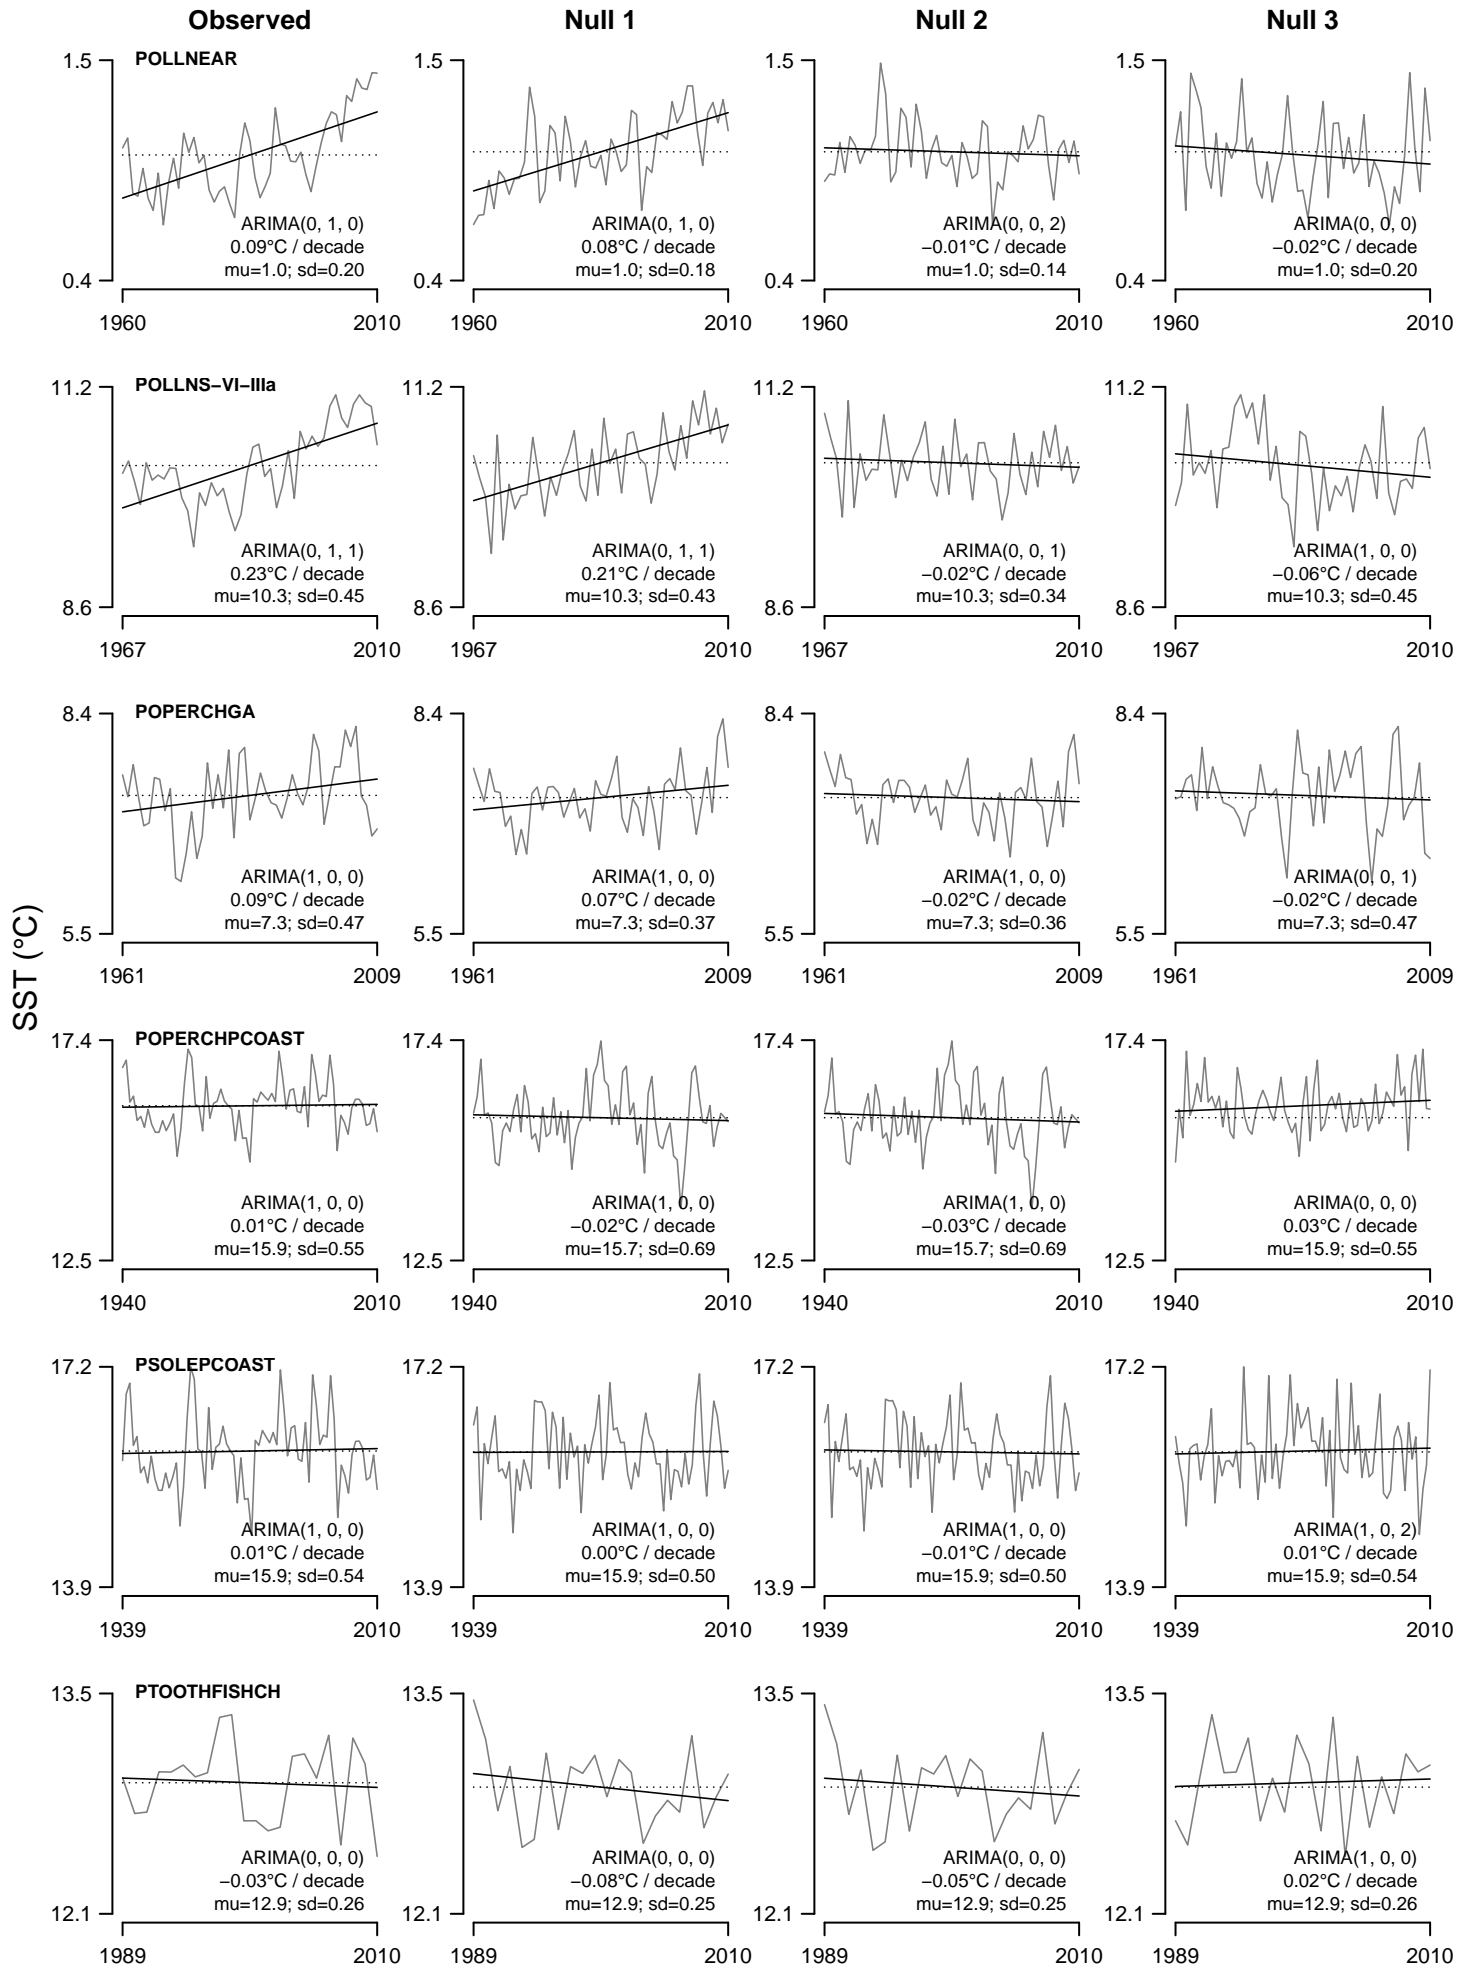 Observed Null 1 Null 2 Null 3
SST (°C)
POLLNEAR
1.5 1.5 1.5 1.5
ARIMA(0, 1, 0) ARIMA(0, 1, 0) ARIMA(0, 0, 2) ARIMA(0, 0, 0)
0.09°C / decade 0.08°C / decade −0.01°C / decade −0.02°C / decade
mu=1.0; sd=0.20 mu=1.0; sd=0.18 mu=1.0; sd=0.14 mu=1.0; sd=0.20
0.4 0.4 0.4 0.4
1960 2010 1960 2010 1960 2010 1960 2010
POLLNS−VI−IIIa
11.2 11.2 11.2 11.2
ARIMA(0, 1, 1) ARIMA(0, 1, 1) ARIMA(0, 0, 1) ARIMA(1, 0, 0)
0.23°C / decade 0.21°C / decade −0.02°C / decade −0.06°C / decade
mu=10.3; sd=0.45 mu=10.3; sd=0.43 mu=10.3; sd=0.34 mu=10.3; sd=0.45
8.6 8.6 8.6 8.6
1967 2010 1967 2010 1967 2010 1967 2010
POPERCHGA
8.4 8.4 8.4 8.4
ARIMA(1, 0, 0) ARIMA(1, 0, 0) ARIMA(1, 0, 0) ARIMA(0, 0, 1)
0.09°C / decade 0.07°C / decade −0.02°C / decade −0.02°C / decade
mu=7.3; sd=0.47 mu=7.3; sd=0.37 mu=7.3; sd=0.36 mu=7.3; sd=0.47
5.5 5.5 5.5 5.5
1961 2009 1961 2009 1961 2009 1961 2009
POPERCHPCOAST
17.4 17.4 17.4 17.4
ARIMA(1, 0, 0) ARIMA(1, 0, 0) ARIMA(1, 0, 0) ARIMA(0, 0, 0)
0.01°C / decade −0.02°C / decade −0.03°C / decade 0.03°C / decade
mu=15.9; sd=0.55 mu=15.7; sd=0.69 mu=15.7; sd=0.69 mu=15.9; sd=0.55
12.5 12.5 12.5 12.5
1940 2010 1940 2010 1940 2010 1940 2010
PSOLEPCOAST
17.2 17.2 17.2 17.2
ARIMA(1, 0, 0) ARIMA(1, 0, 0) ARIMA(1, 0, 0) ARIMA(1, 0, 2)
0.01°C / decade 0.00°C / decade −0.01°C / decade 0.01°C / decade
mu=15.9; sd=0.54 mu=15.9; sd=0.50 mu=15.9; sd=0.50 mu=15.9; sd=0.54
13.9 13.9 13.9 13.9
1939 2010 1939 2010 1939 2010 1939 2010
PTOOTHFISHCH
13.5 13.5 13.5 13.5
ARIMA(0, 0, 0) ARIMA(0, 0, 0) ARIMA(0, 0, 0) ARIMA(1, 0, 0)
−0.03°C / decade −0.08°C / decade −0.05°C / decade 0.02°C / decade
mu=12.9; sd=0.26 mu=12.9; sd=0.25 mu=12.9; sd=0.25 mu=12.9; sd=0.26
12.1 12.1 12.1 12.1
1989 2010 1989 2010 1989 2010 1989 2010